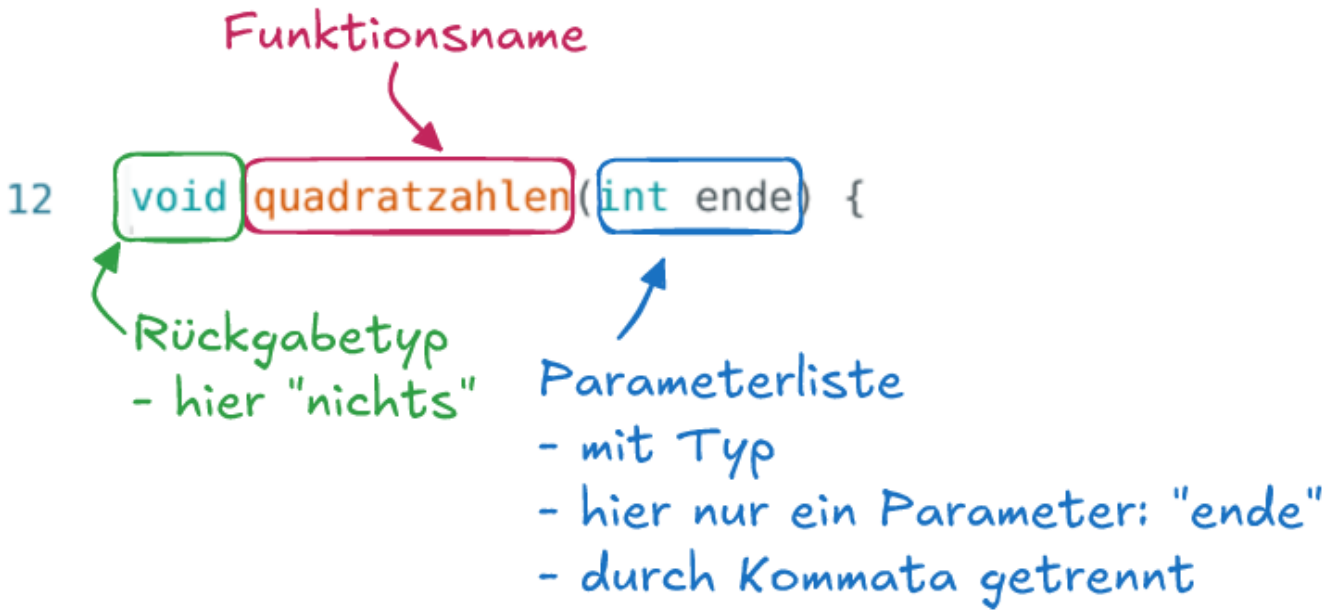 Funktionsname
12 void quadratzahlen(int ende) {
Rückgabetyp
- hier "nichts"
Parameterliste
- mit Typ
- hier nur ein Parameter: "ende"
- durch Kommata getrennt